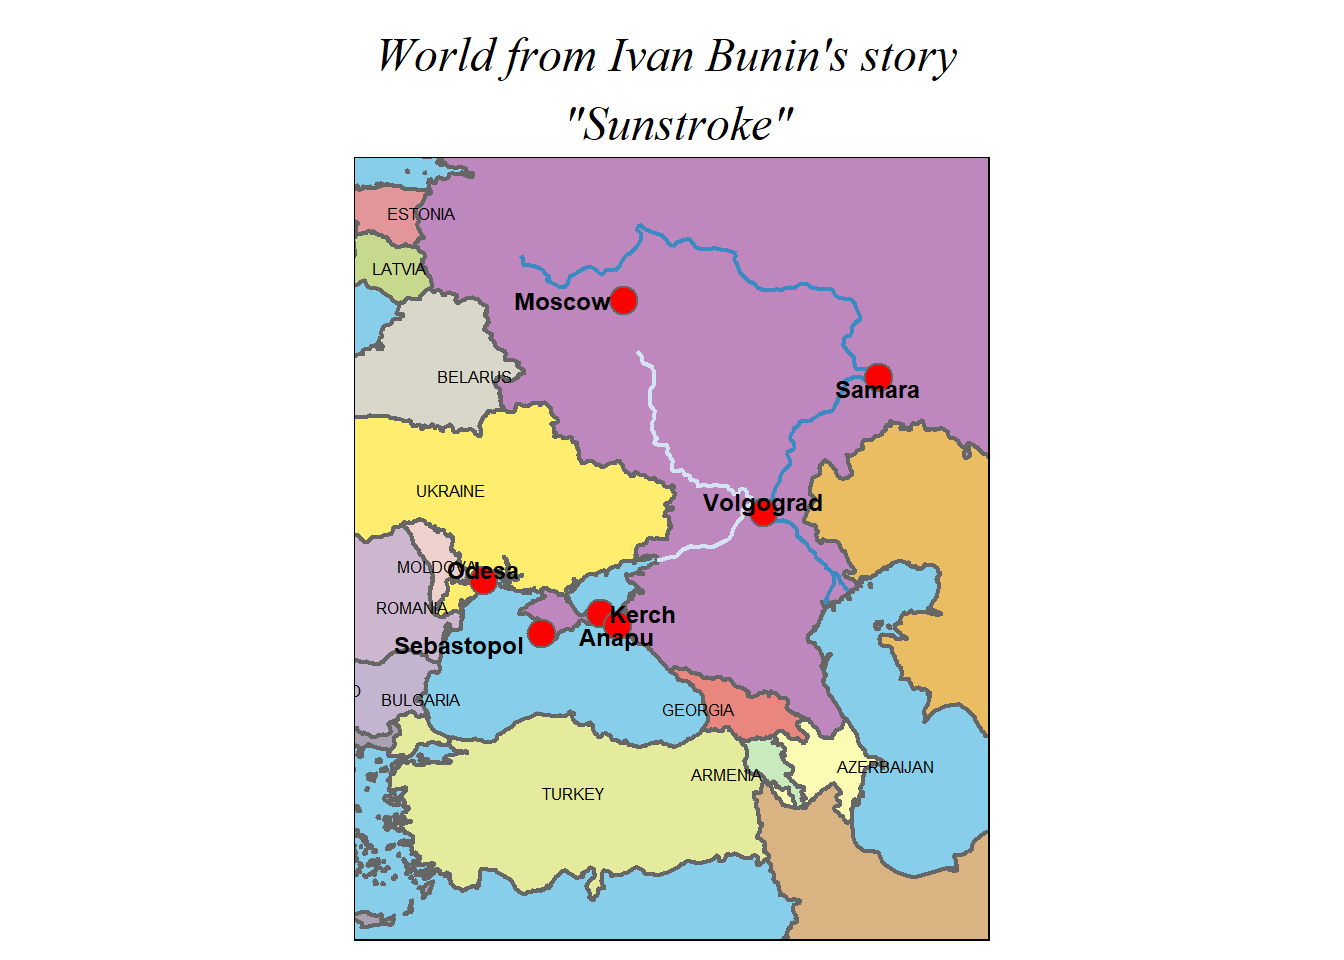 World from Ivan Bunin's story
"Sunstroke"
ESTONIA
LATVIA
Moscow
BELARUS
Samara
UKRAINE
Volgograd
MOLDOVA
Odesa
ROMANIA
Kerch
Anapu
Sebastopol
BULGARIA
GEORGIA
ARMENIA
AZERBAIJAN
TURKEY